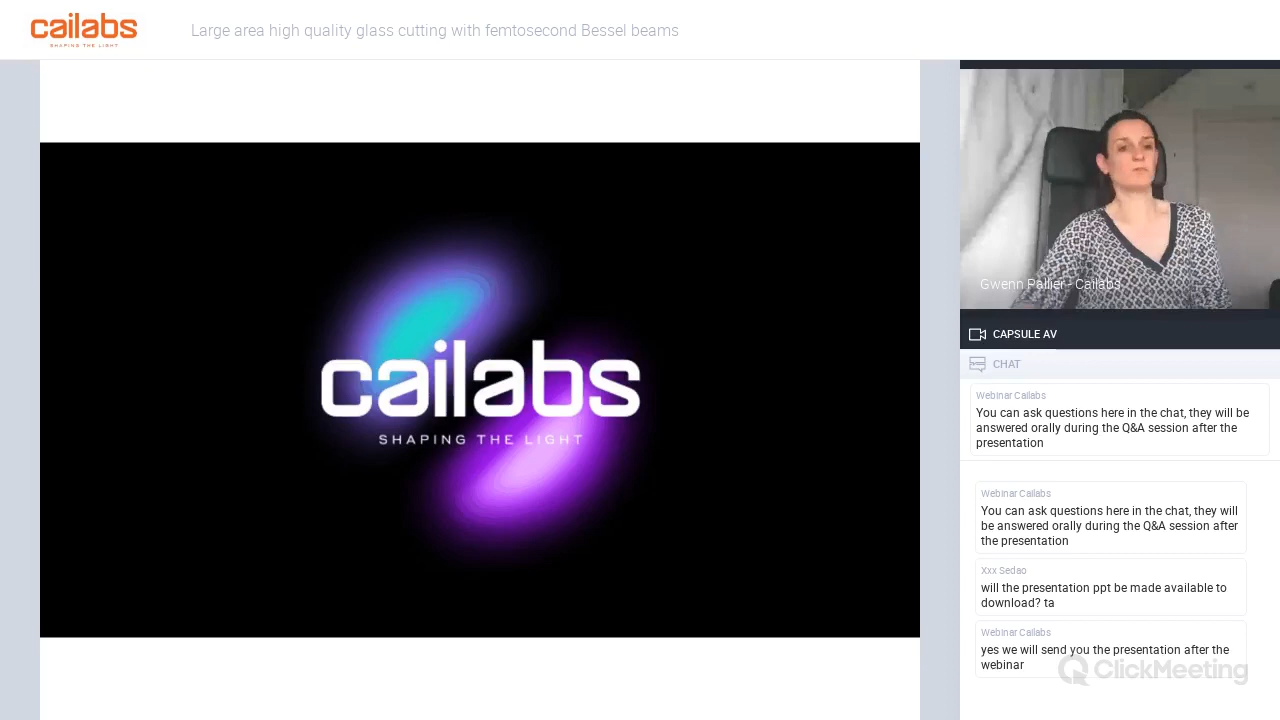 cailabs
SHAPING THE LIGHT
Large area high quality glass cutting with femtosecond Bessel beams
cailabs
SHAPING THE LIGHT
Gwenn Pallier - Cailabs
CAPSULE AV
CHAT
Webinar Cailabs
You can ask questions here in the chat, they will be
answered orally during the Q&A session after the
presentation
Webinar Cailabs
You can ask questions here in the chat, they will
be answered orally during the Q&A session after
the presentation
Xxx Sedao
will the presentation ppt be made available to
download? ta
Webinar Cailabs
yes we will send you the presentation after the
webinar
ClickMeeting